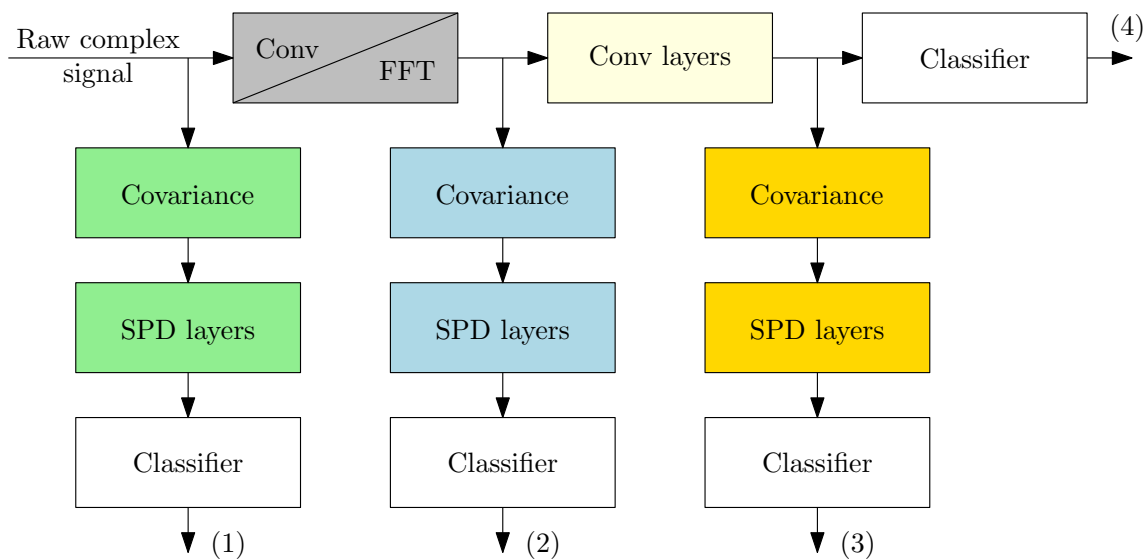 Raw complex
signal
Conv
FFT
Conv layers
Classifier
(4)
Covariance
Covariance
Covariance
SPD layers
SPD layers
SPD layers
Classifier
Classifier
Classifier
(1)
(2)
(3)